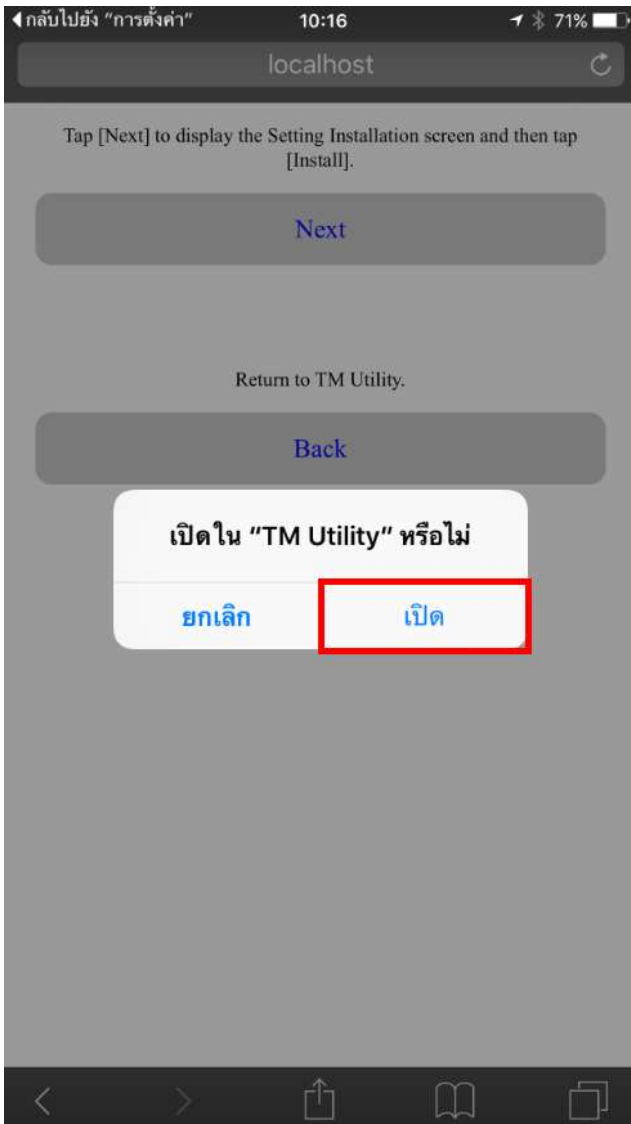 กลับไปยัง “การตั้งค่า” 10:16 71%
localhost
Tap [Next] to display the Setting Installation screen and then tap
[Install].
Next
Return to TM Utility.
Back
เปิดใน “TM Utility” หรือไม่
ยกเลิก เปิด